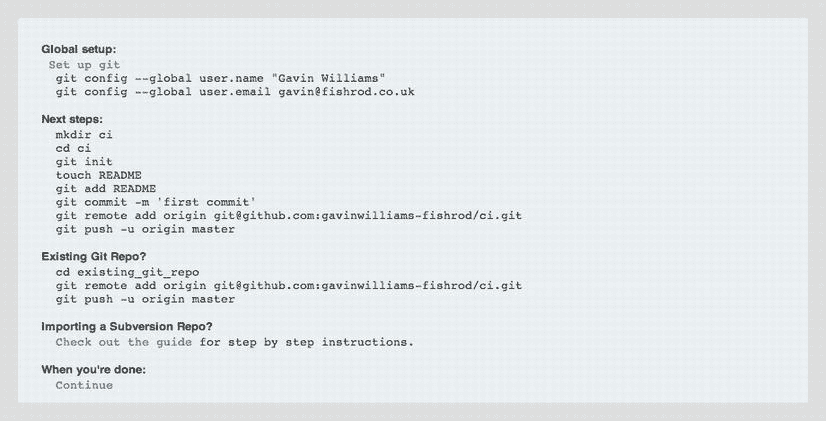 Global setup:
Set up git
git config --global user.name "Gavin Williams"
git config --global user.email gavin@fishrod.co.uk
Next steps:
mkdir ci
cd ci
git init
touch README
git add README
git commit -m 'first commit'
git remote add origin git@github.com:gavinwilliams-fishrod/ci.git
git push -u origin master
Existing Git Repo?
cd existing_git_repo
git remote add origin git@github.com:gavinwilliams-fishrod/ci.git
git push -u origin master
Importing a Subversion Repo?
Check out the guide for step by step instructions.
When you're done:
Continue